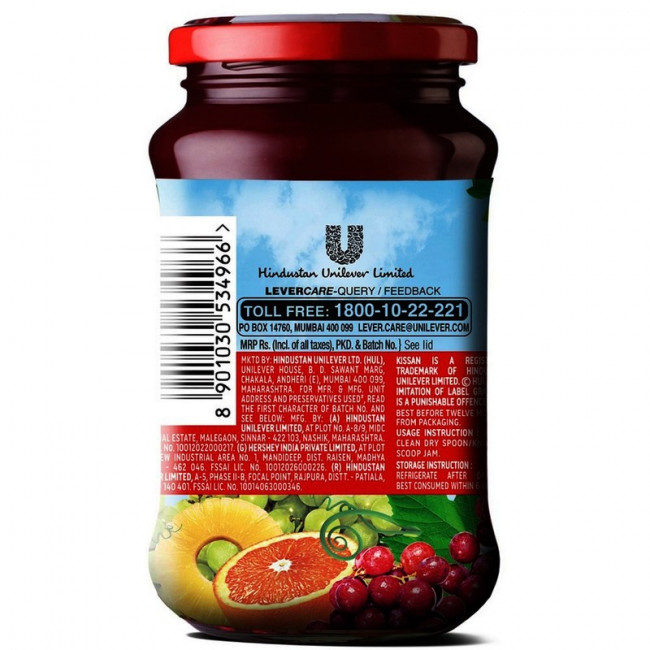 Hindustan Unilever Limited
LEVERCARE-QUERY / FEEDBACK
TOLL FREE: 1800-10-22-221
PO BOX 14760, MUMBAI 400 099 LEVER.CARE@UNILEVER.COM
MRP Rs. (Incl. of all taxes), PKD. & Batch No. } See lid
8 901030 534966 >
MKTD BY: HINDUSTAN UNILEVER LTD. (HUL),
UNILEVER HOUSE, B. D. SAWANT MARG,
CHAKALA, ANDHERI (E), MUMBAI 400 099,
MAHARASHTRA. FOR MFR. & MFG. UNIT
ADDRESS AND PRESERVATIVES USED#, READ
THE FIRST CHARACTER OF BATCH No. AND
SEE BELOW: MFG. BY: (A) HINDUSTAN
UNILEVER LIMITED, AT PLOT No. A-8/9, MIDC
AL ESTATE, MALEGAON, SINNAR - 422 103, NASHIK, MAHARASHTRA.
No. 10012022000217. (G) HERSHEY INDIA PRIVATE LIMITED, AT PLOT
EW INDUSTRIAL AREA No. 1, MANDIDEEP, DIST. RAISEN, MADHYA
- 462 046, FSSAI LIC. No. 10012026000226. (R) HINDUSTAN
LIMITED, A-5, PHASE II-B, FOCAL POINT, RAJPURA, DISTT. - PATIALA,
140 401. FSSAI LIC. No. 10014063000346.
KISSAN IS A REGIS
TRADEMARK OF HIND
UNILEVER LIMITED. © HU
IMITATION OF LABEL GR
IS A PUNISHABLE OFFEN
BEST BEFORE TWELVE M
FROM PACKAGING.
USAGE INSTRUCTION
CLEAN DRY SPOON/KN
SCOOP JAM.
STORAGE INSTRUCTION :
REFRIGERATE AFTER O
BEST CONSUMED WITHIN